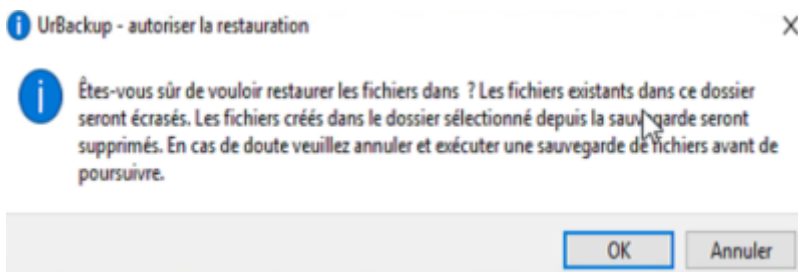 UrBackup - autoriser la restauration
Êtes-vous sûr de vouloir restaurer les fichiers dans ? Les fichiers existants dans ce dossier
seront écrasés. Les fichiers créés dans le dossier sélectionné depuis la sauvegarde seront
supprimés. En cas de doute veuillez annuler et exécuter une sauvegarde de fichiers avant de
poursuivre.
OK Annuler